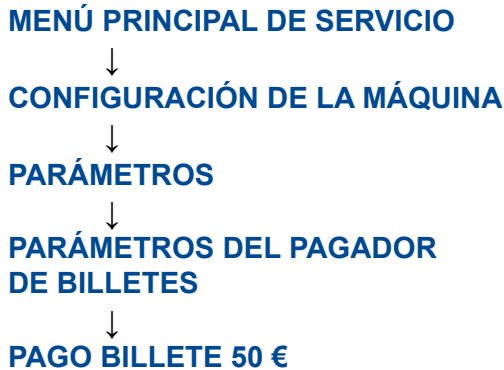 MENÚ PRINCIPAL DE SERVICIO
↓
CONFIGURACIÓN DE LA MÁQUINA
↓
PARÁMETROS
↓
PARÁMETROS DEL PAGADOR
DE BILLETES
↓
PAGO BILLETE 50 €